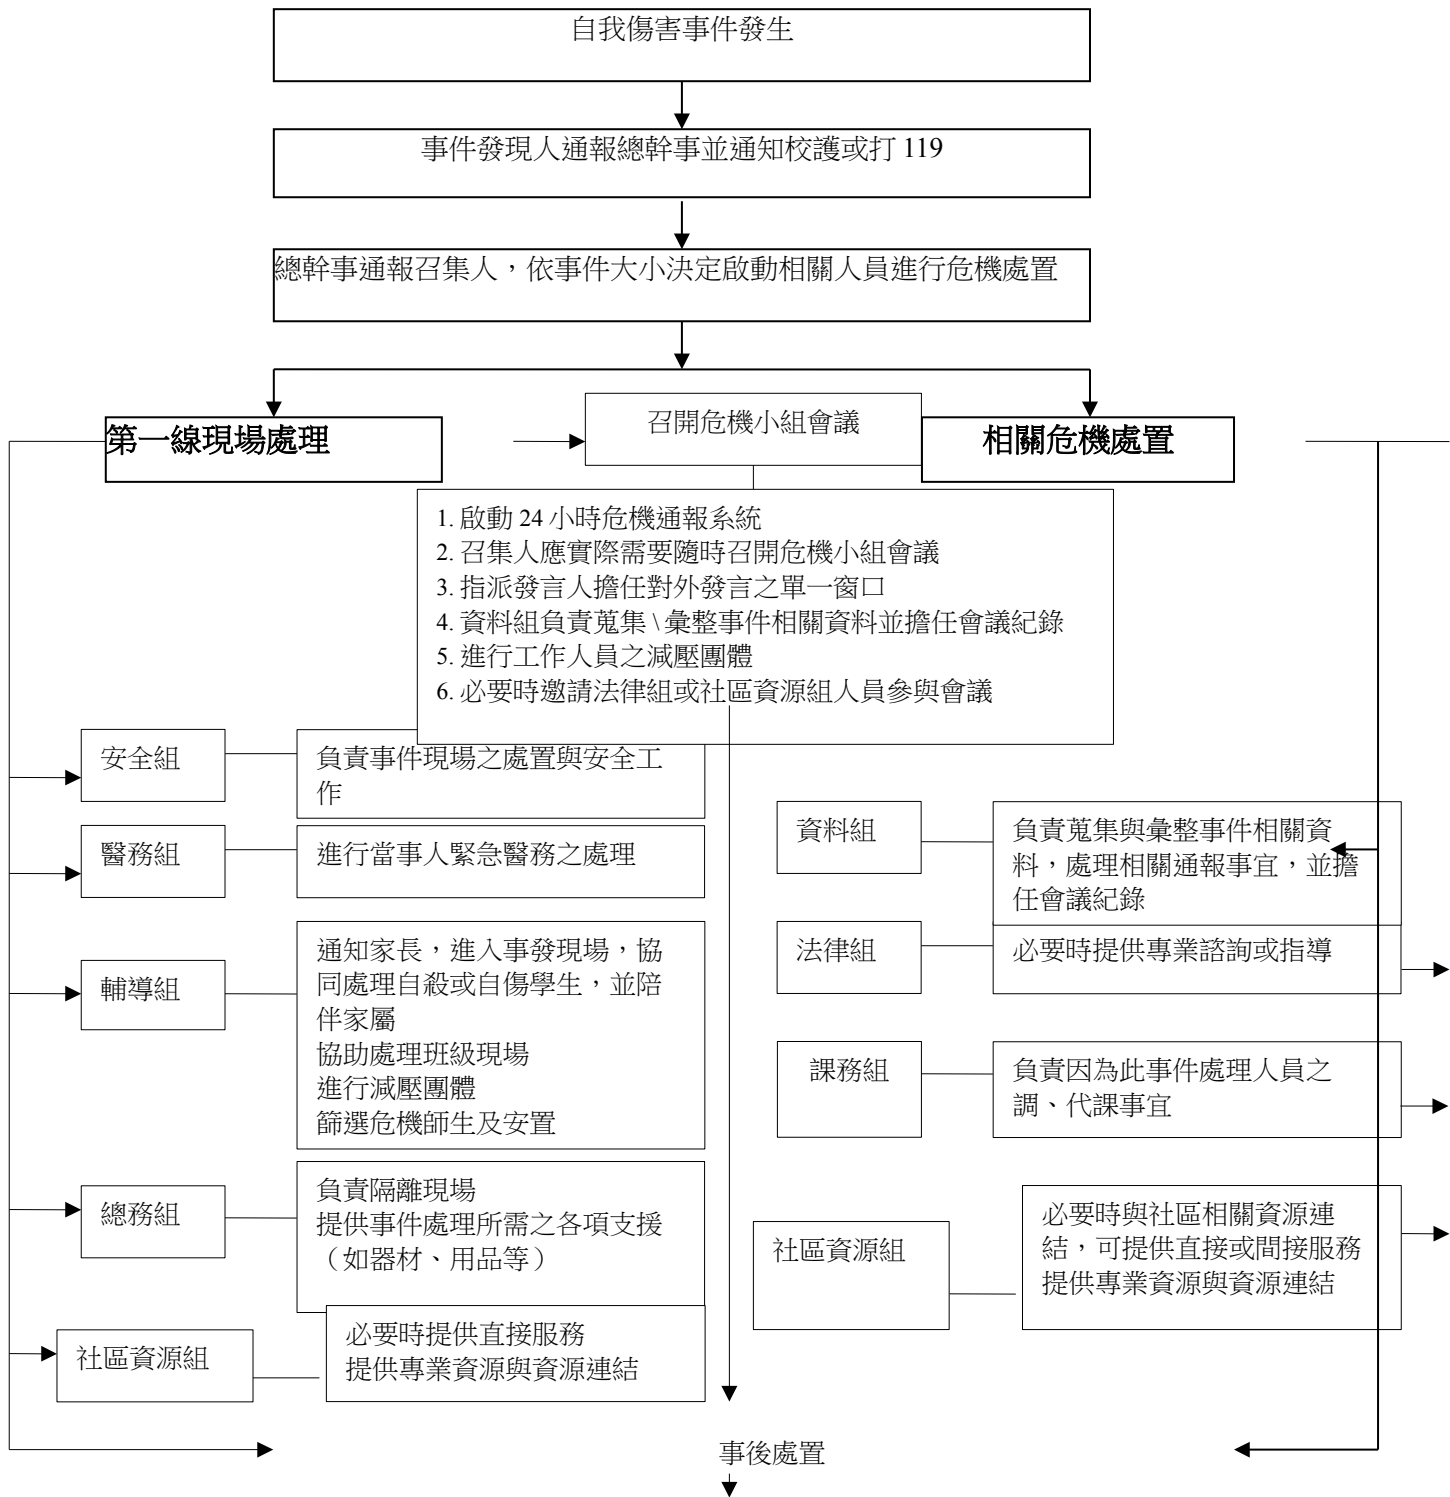 自我傷害事件發生
事件發現人通報總幹事並通知校護或打 119
總幹事通報召集人，依事件大小決定啟動相關人員進行危機處置
第一線現場處理
召開危機小組會議
相關危機處置
1. 啟動 24 小時危機通報系統
2. 召集人應實際需要隨時召開危機小組會議
3. 指派發言人擔任對外發言之單一窗口
4. 資料組負責蒐集 \ 彙整事件相關資料並擔任會議紀錄
5. 進行工作人員之減壓團體
6. 必要時邀請法律組或社區資源組人員參與會議
安全組
負責事件現場之處置與安全工
作
醫務組
進行當事人緊急醫務之處理
輔導組
通知家長，進入事發現場，協
同處理自殺或自傷學生，並陪
伴家屬
協助處理班級現場
進行減壓團體
篩選危機師生及安置
總務組
負責隔離現場
提供事件處理所需之各項支援
（如器材、用品等）
社區資源組
必要時提供直接服務
提供專業資源與資源連結
資料組
負責蒐集與彙整事件相關資
料，處理相關通報事宜，並擔
任會議紀錄
法律組
必要時提供專業諮詢或指導
課務組
負責因為此事件處理人員之
調、代課事宜
社區資源組
必要時與社區相關資源連
結，可提供直接或間接服務
提供專業資源與資源連結
事後處置